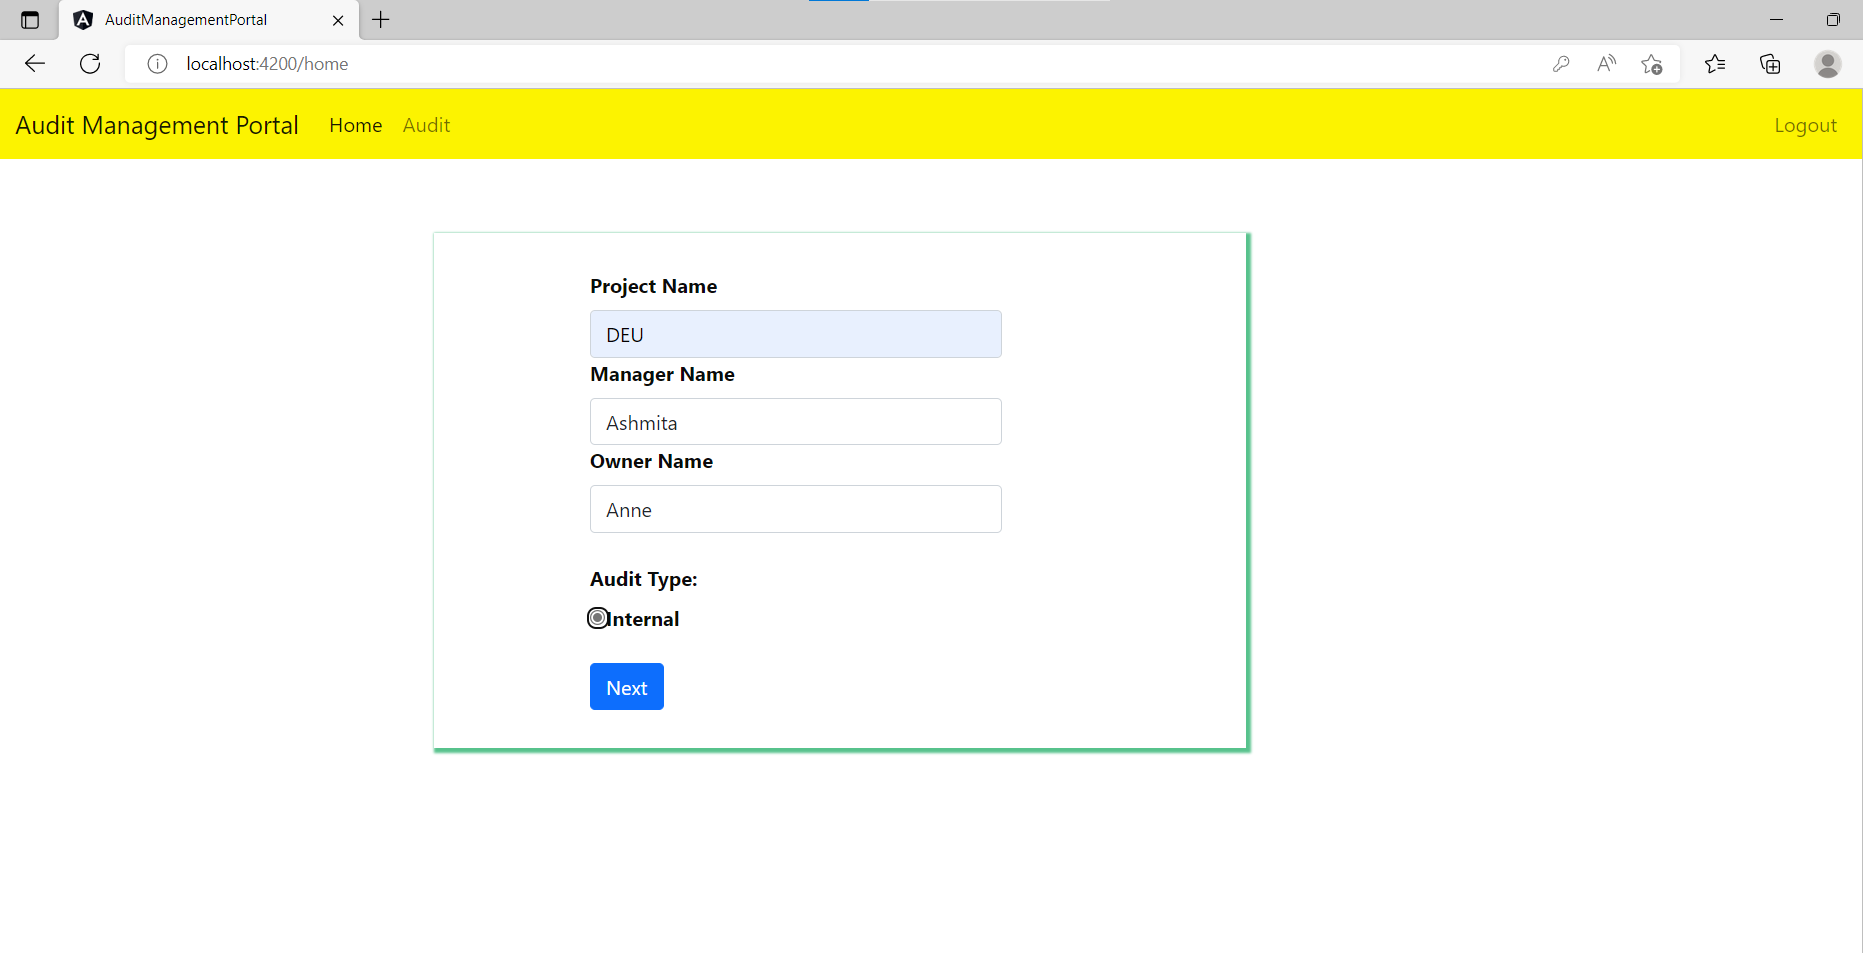 AuditManagementPortal
localhost:4200/home
Audit Management Portal Home Audit Logout
Project Name
DEU
Manager Name
Ashmita
Owner Name
Anne
Audit Type:
Internal
Next